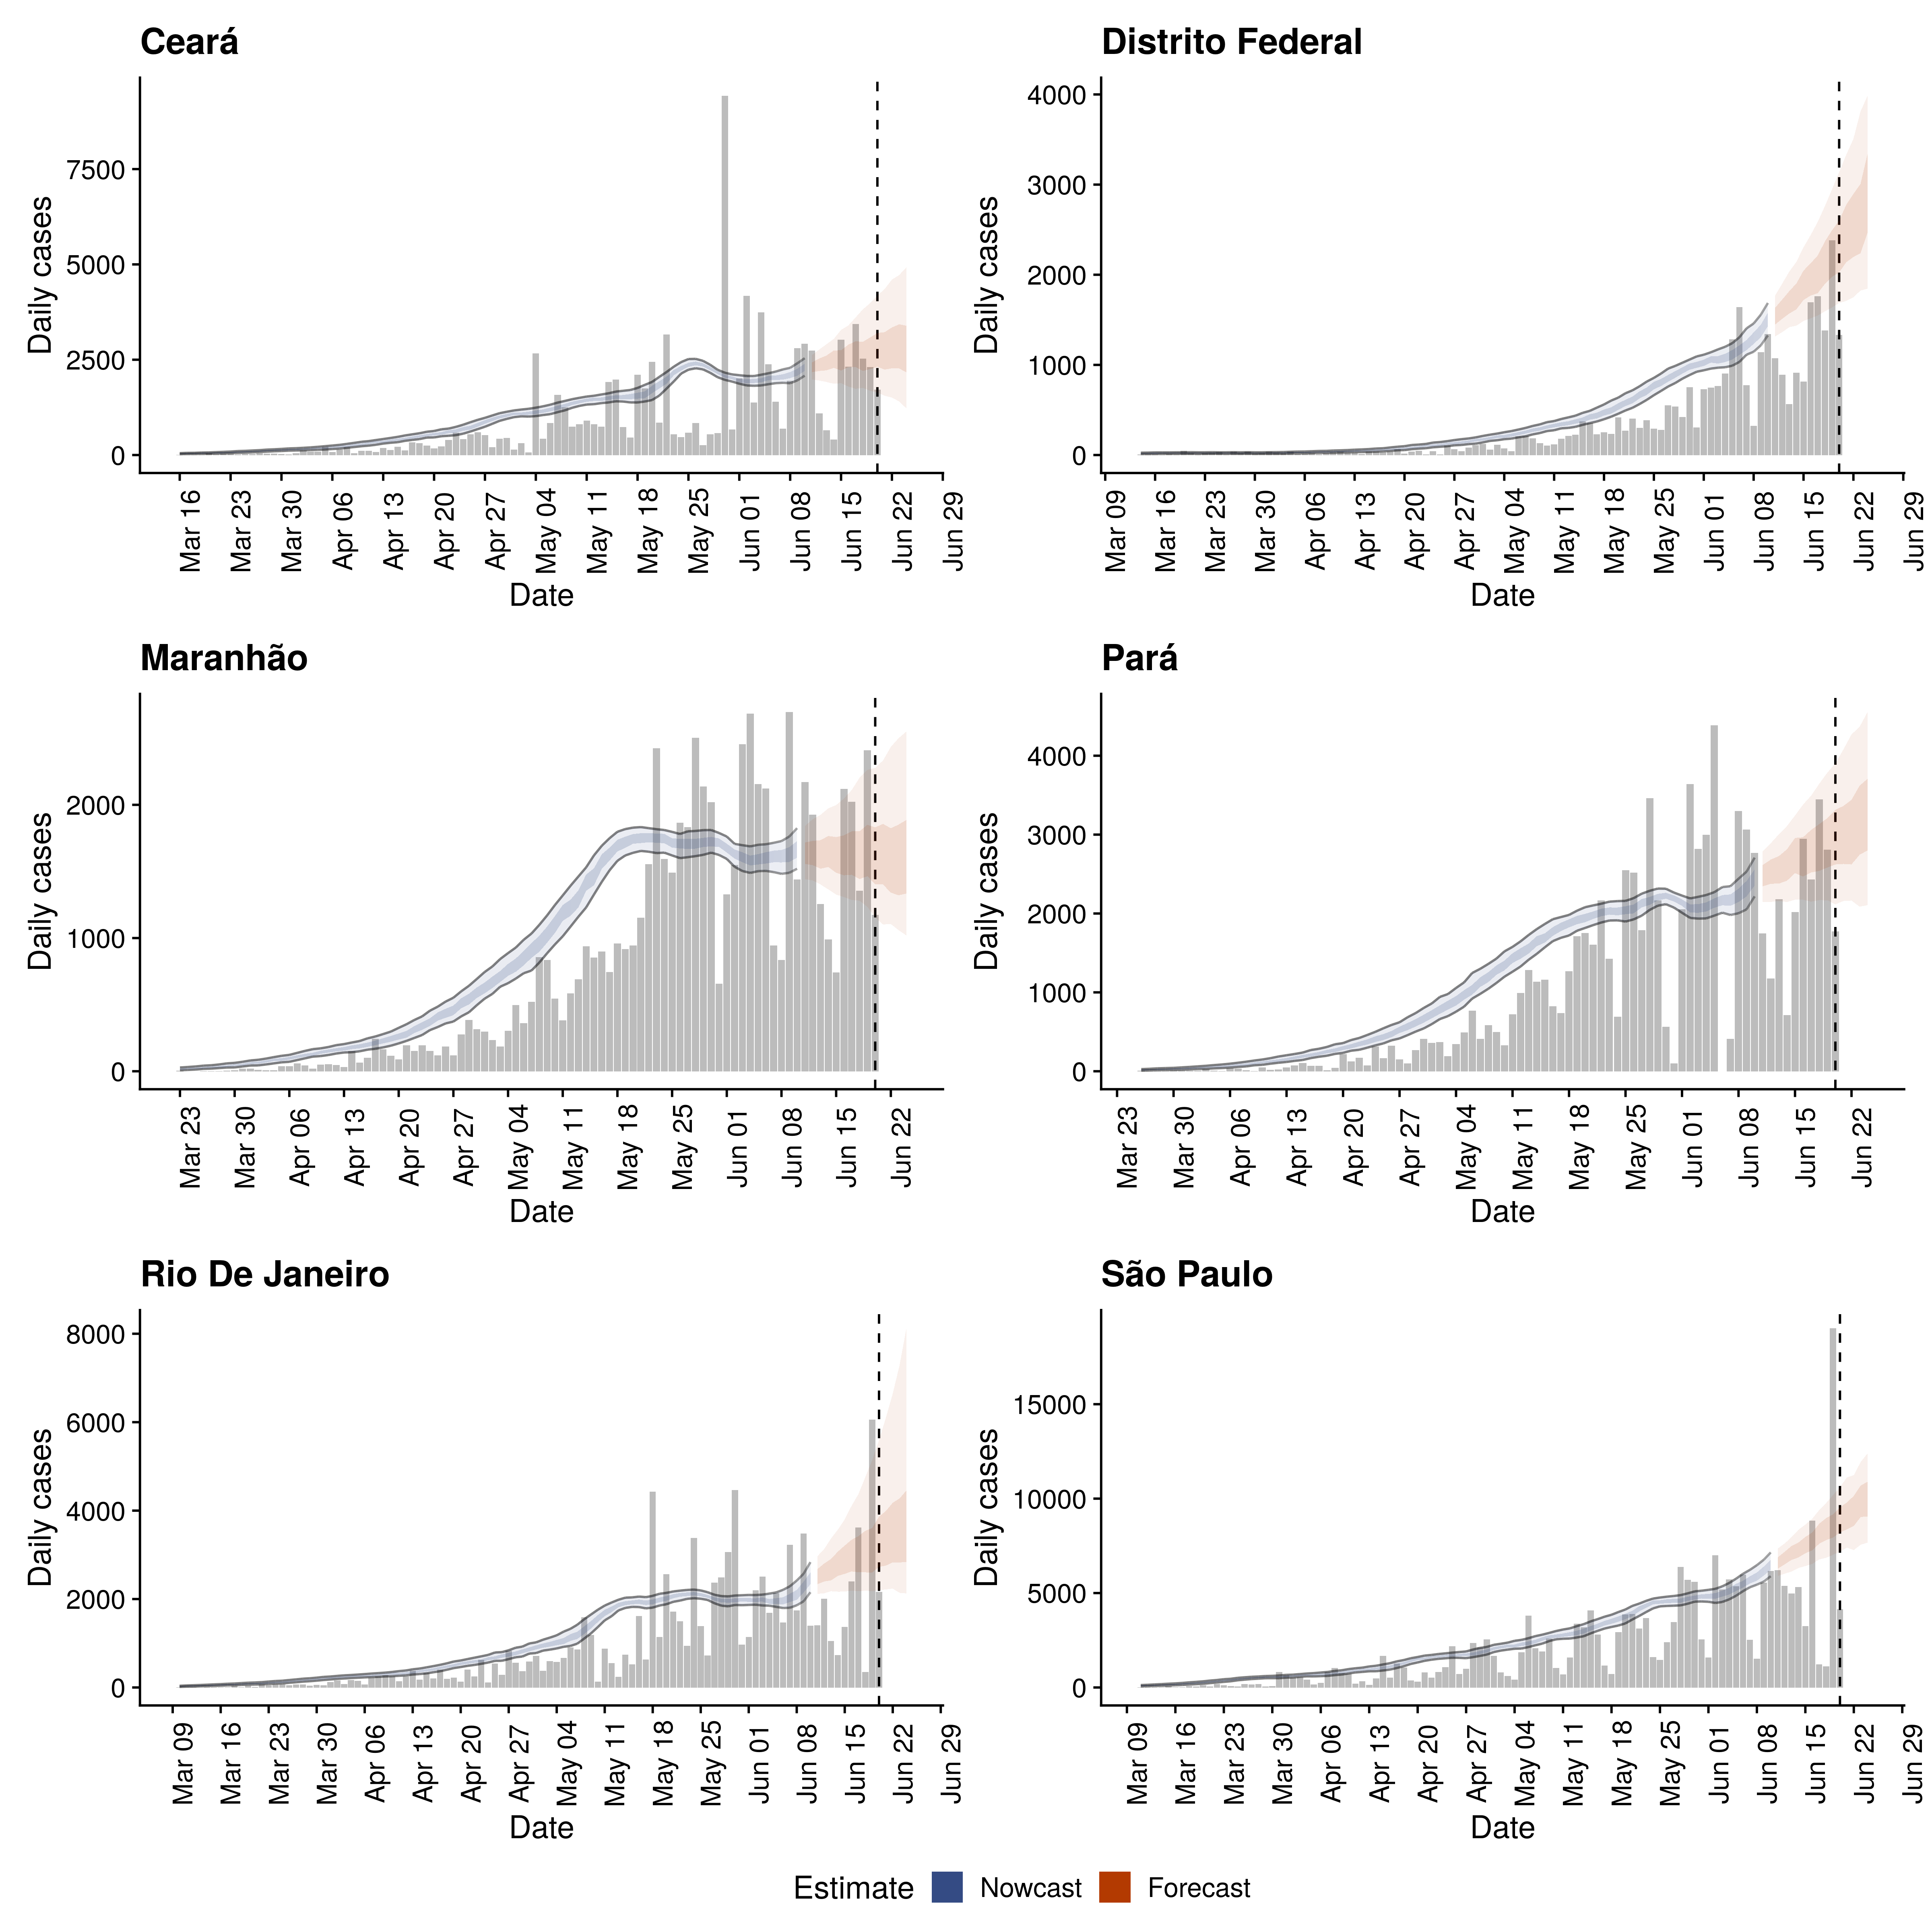 Ceará
Daily cases
7500
5000
2500
0
Mar 16
Mar 23
Mar 30
Apr 06
Apr 13
Apr 20
Apr 27
May 04
May 11
May 18
May 25
Jun 01
Jun 08
Jun 15
Jun 22
Jun 29
Date
Distrito Federal
Daily cases
4000
3000
2000
1000
0
Mar 09
Mar 16
Mar 23
Mar 30
Apr 06
Apr 13
Apr 20
Apr 27
May 04
May 11
May 18
May 25
Jun 01
Jun 08
Jun 15
Jun 22
Jun 29
Date
Maranhão
Daily cases
2000
1000
0
Mar 23
Mar 30
Apr 06
Apr 13
Apr 20
Apr 27
May 04
May 11
May 18
May 25
Jun 01
Jun 08
Jun 15
Jun 22
Date
Pará
Daily cases
4000
3000
2000
1000
0
Mar 23
Mar 30
Apr 06
Apr 13
Apr 20
Apr 27
May 04
May 11
May 18
May 25
Jun 01
Jun 08
Jun 15
Jun 22
Date
Rio De Janeiro
Daily cases
8000
6000
4000
2000
0
Mar 09
Mar 16
Mar 23
Mar 30
Apr 06
Apr 13
Apr 20
Apr 27
May 04
May 11
May 18
May 25
Jun 01
Jun 08
Jun 15
Jun 22
Jun 29
Date
São Paulo
Daily cases
15000
10000
5000
0
Mar 09
Mar 16
Mar 23
Mar 30
Apr 06
Apr 13
Apr 20
Apr 27
May 04
May 11
May 18
May 25
Jun 01
Jun 08
Jun 15
Jun 22
Jun 29
Date
Estimate Nowcast Forecast